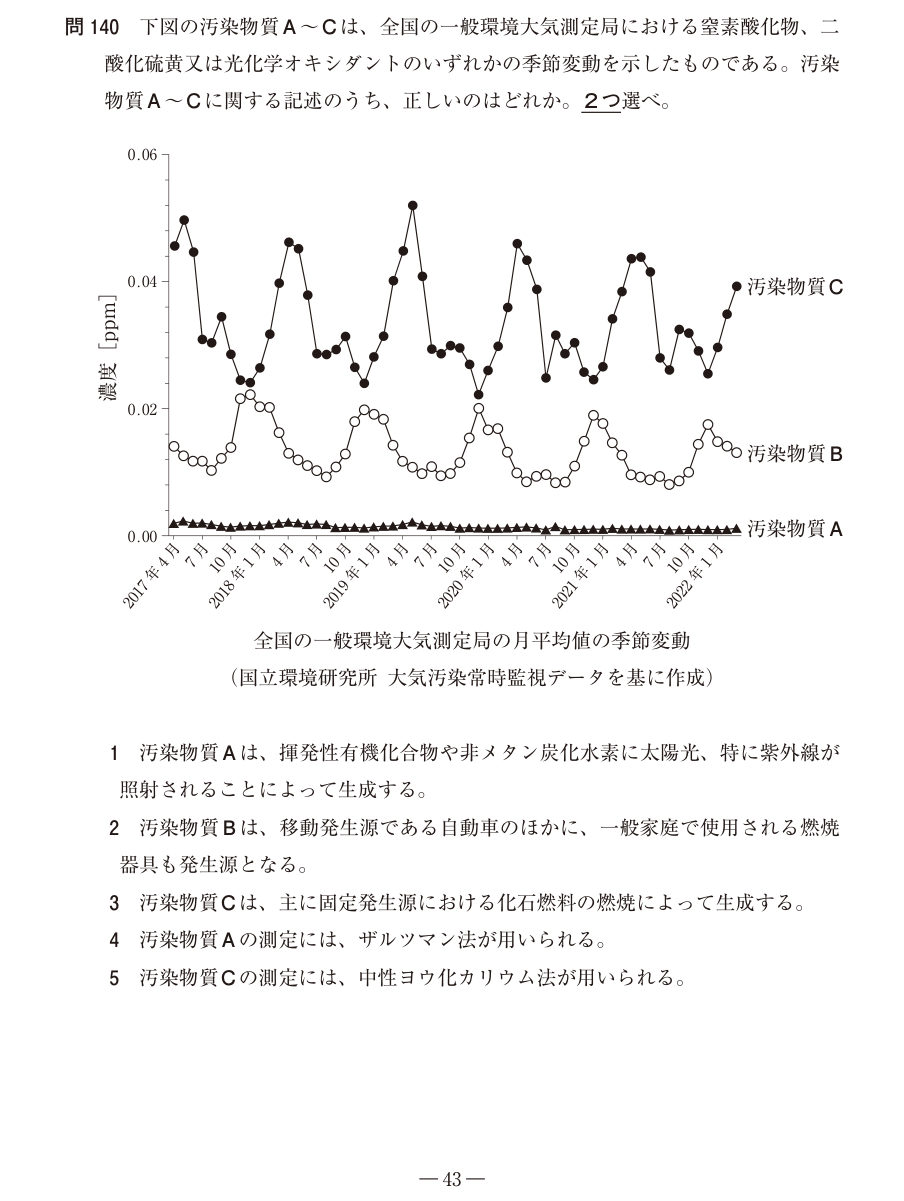 問 140　下図の汚染物質A～Cは、全国の一般環境大気測定局における窒素酸化物、二
酸化硫黄又は光化学オキシダントのいずれかの季節変動を示したものである。汚染
物質A～Cに関する記述のうち、正しいのはどれか。2つ選べ。
0.06
0.04
0.02
0.00
濃度［ppm］
汚染物質C
汚染物質B
汚染物質A
2017年4月
7月
10月
2018年1月
4月
7月
10月
2019年1月
4月
7月
10月
2020年1月
4月
7月
10月
2021年1月
4月
7月
10月
2022年1月
全国の一般環境大気測定局の月平均値の季節変動
（国立環境研究所 大気汚染常時監視データを基に作成）
1　汚染物質Aは、揮発性有機化合物や非メタン炭化水素に太陽光、特に紫外線が
照射されることによって生成する。
2　汚染物質Bは、移動発生源である自動車のほかに、一般家庭で使用される燃焼
器具も発生源となる。
3　汚染物質Cは、主に固定発生源における化石燃料の燃焼によって生成する。
4　汚染物質Aの測定には、ザルツマン法が用いられる。
5　汚染物質Cの測定には、中性ヨウ化カリウム法が用いられる。
― 43 ―